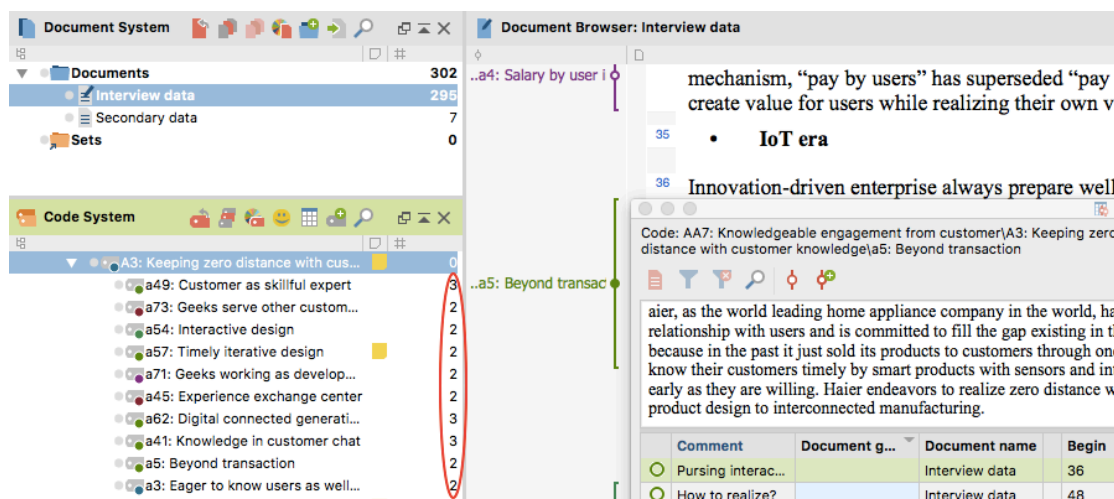 Document System
#
Documents 302
Interview data 295
Secondary data 7
Sets 0
Code System
#
A3: Keeping zero distance with cus... 0
a49: Customer as skillful expert 3
a73: Geeks serve other custom... 2
a54: Interactive design 2
a57: Timely iterative design 2
a71: Geeks working as develop... 2
a45: Experience exchange center 2
a62: Digital connected generati... 3
a41: Knowledge in customer chat 3
a5: Beyond transaction 2
a3: Eager to know users as well... 2
Document Browser: Interview data
..a4: Salary by user i
mechanism, “pay by users” has superseded “pay
create value for users while realizing their own v
35 • IoT era
36 Innovation-driven enterprise always prepare well
..a5: Beyond transac
Code: AA7: Knowledgeable engagement from customer\A3: Keeping zero
distance with customer knowledge\a5: Beyond transaction
aier, as the world leading home appliance company in the world, ha
relationship with users and is committed to fill the gap existing in t
because in the past it just sold its products to customers through on
know their customers timely by smart products with sensors and in
early as they are willing. Haier endeavors to realize zero distance w
product design to interconnected manufacturing.
Comment Document g... Document name Begin
Pursing interac... Interview data 36
How to realize? Interview data 48